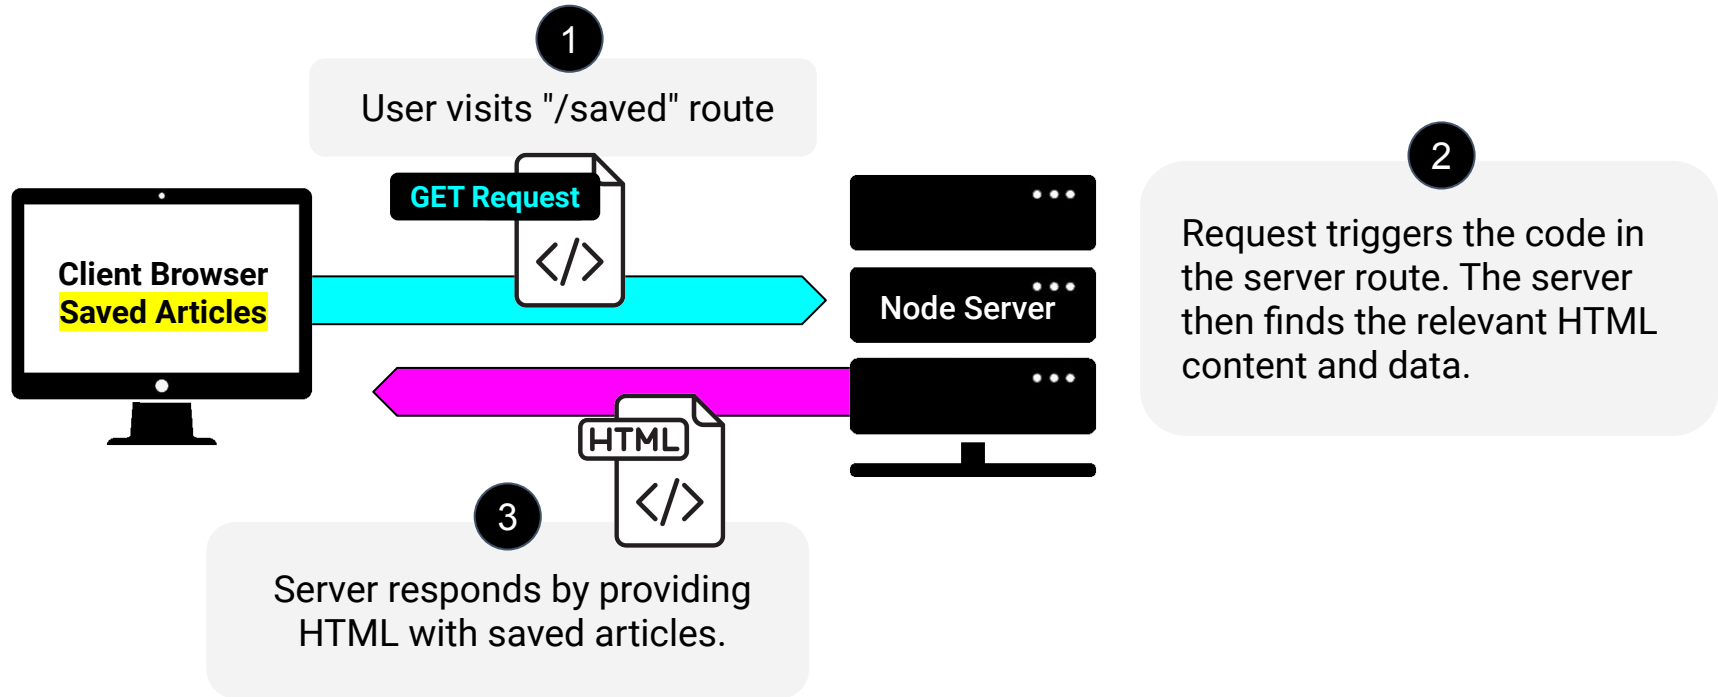 1
User visits "/saved" route
GET Request
</>
Client Browser
Saved Articles
Node Server
2
Request triggers the code in
the server route. The server
then finds the relevant HTML
content and data.
HTML
</>
3
Server responds by providing
HTML with saved articles.